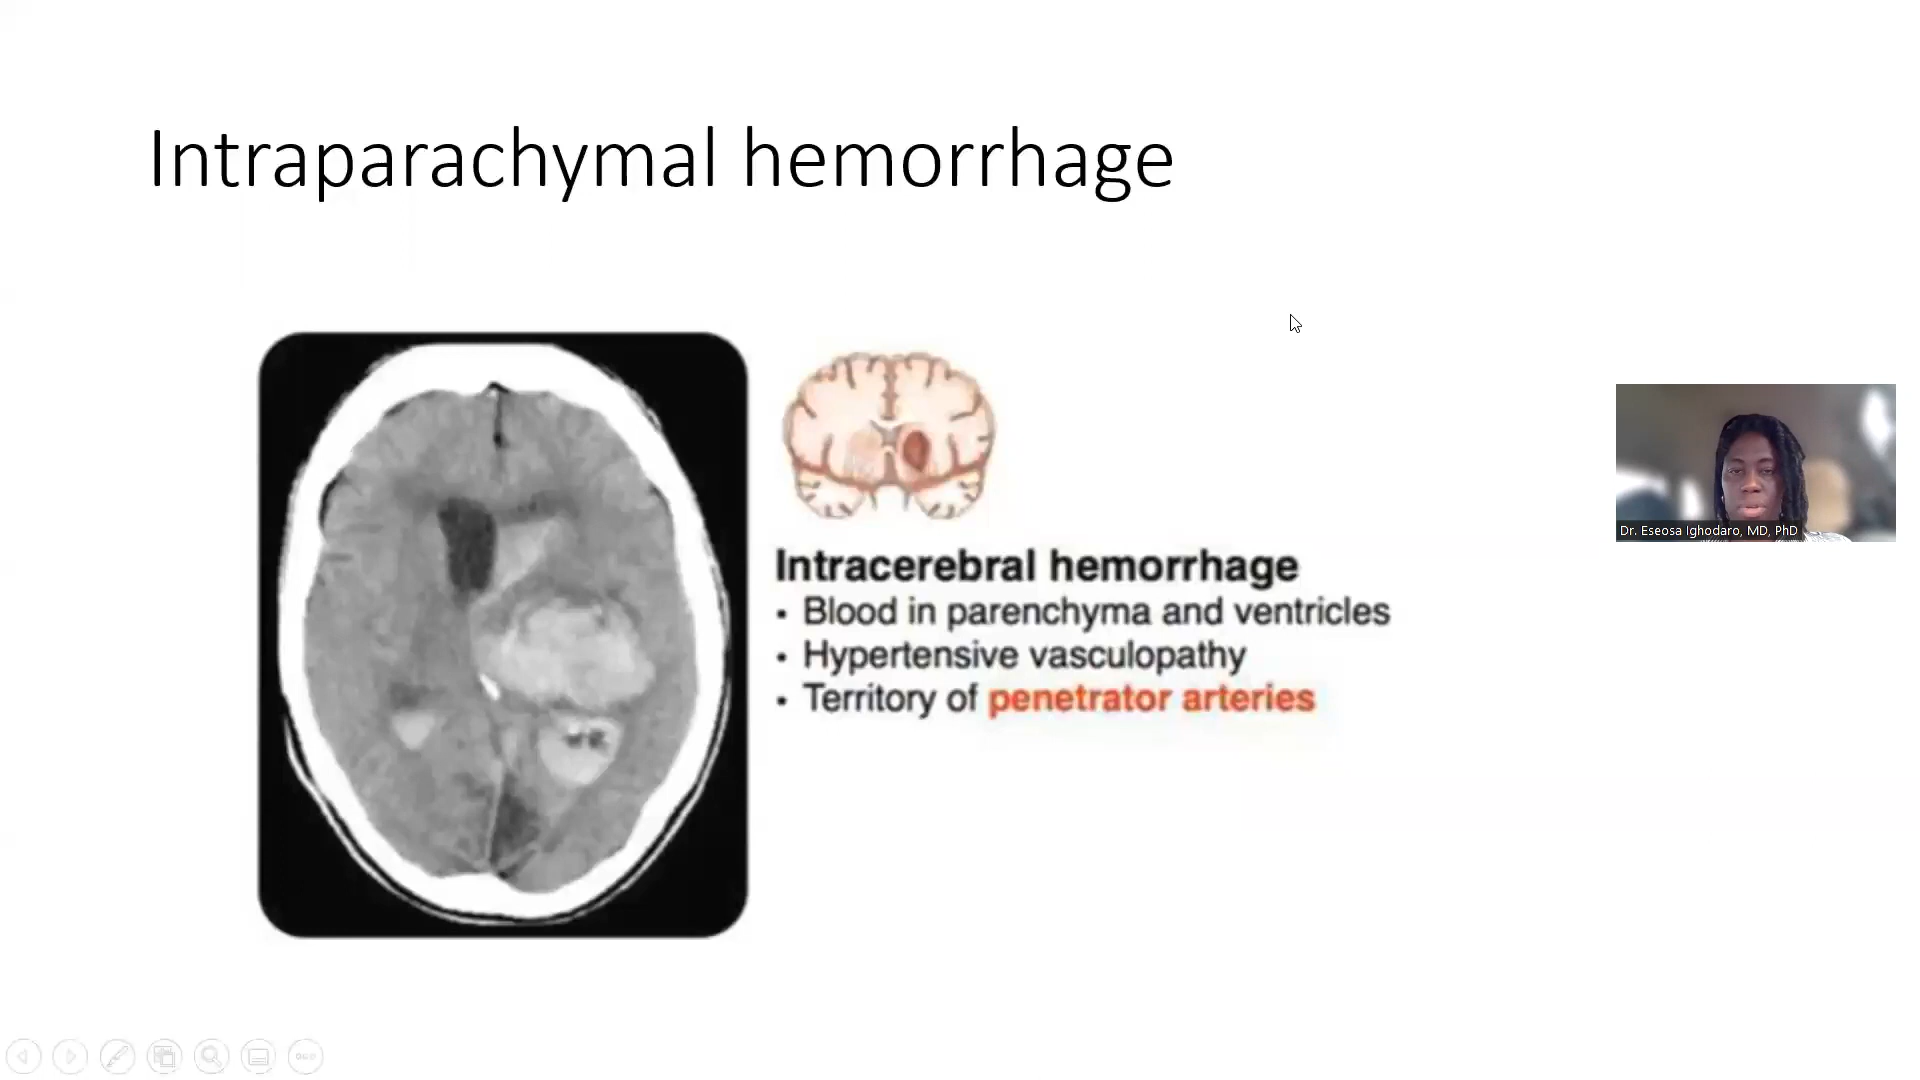 Intraparachymal hemorrhage
Intracerebral hemorrhage
• Blood in parenchyma and ventricles
• Hypertensive vasculopathy
• Territory of penetrator arteries
Dr. Eseosa Ighodaro, MD, PhD